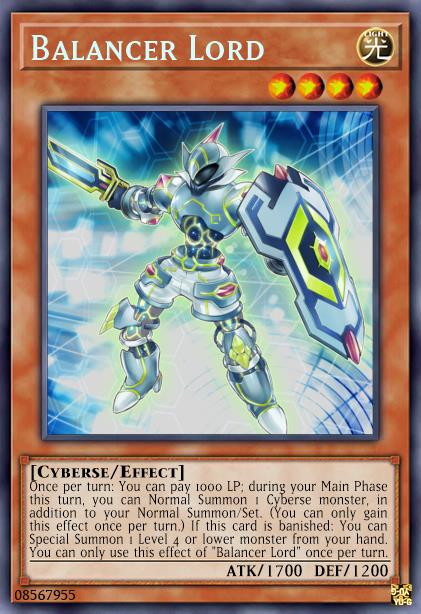 BALANCER LORD
LIGHT
光
[CYBERSE/EFFECT]
Once per turn: You can pay 1000 LP; during your Main Phase
this turn, you can Normal Summon 1 Cyberse monster, in
addition to your Normal Summon/Set. (You can only gain
this effect once per turn.) If this card is banished: You can
Special Summon 1 Level 4 or lower monster from your hand.
You can only use this effect of "Balancer Lord" once per turn.
ATK/1700 DEF/1200
08567955